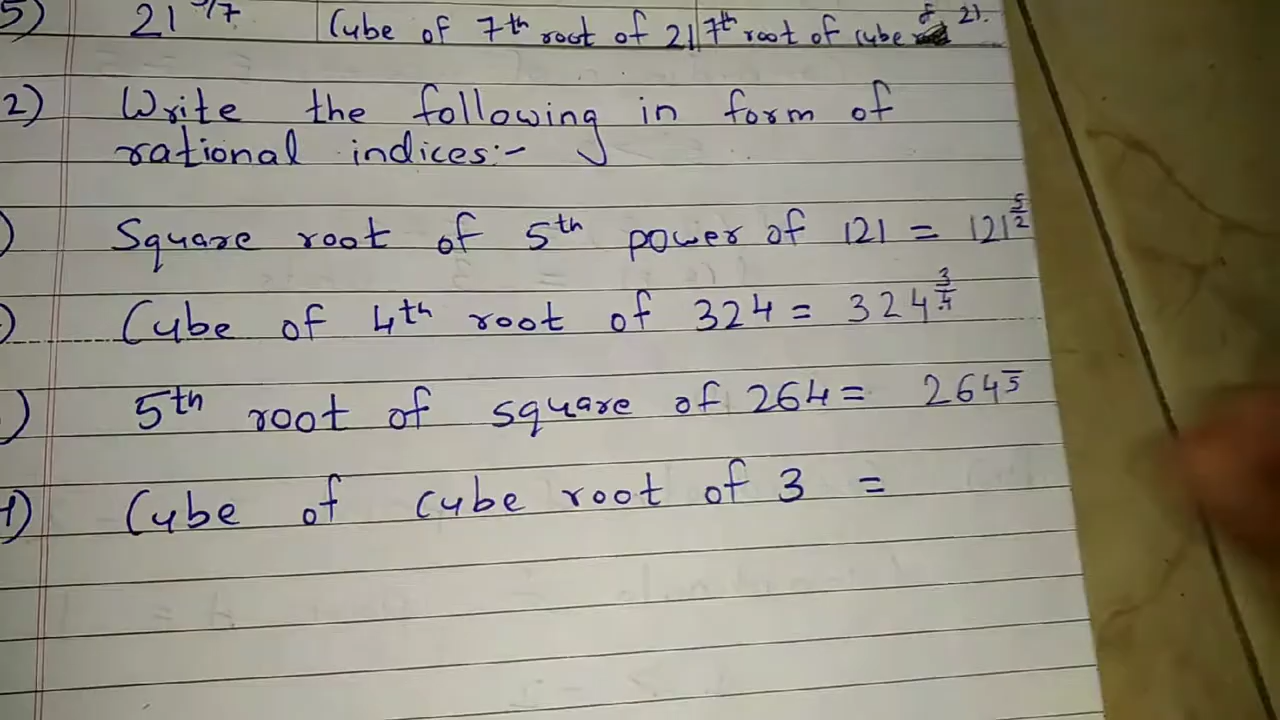 5) 21^3/7 Cube of 7th root of 21 7th root of cube of 21.
2) Write the following in form of
rational indices:-
) Square root of 5th power of 121 = 121^5/2
) Cube of 4th root of 324 = 324^3/4
) 5th root of square of 264 = 264^/5
4) Cube of cube root of 3 =